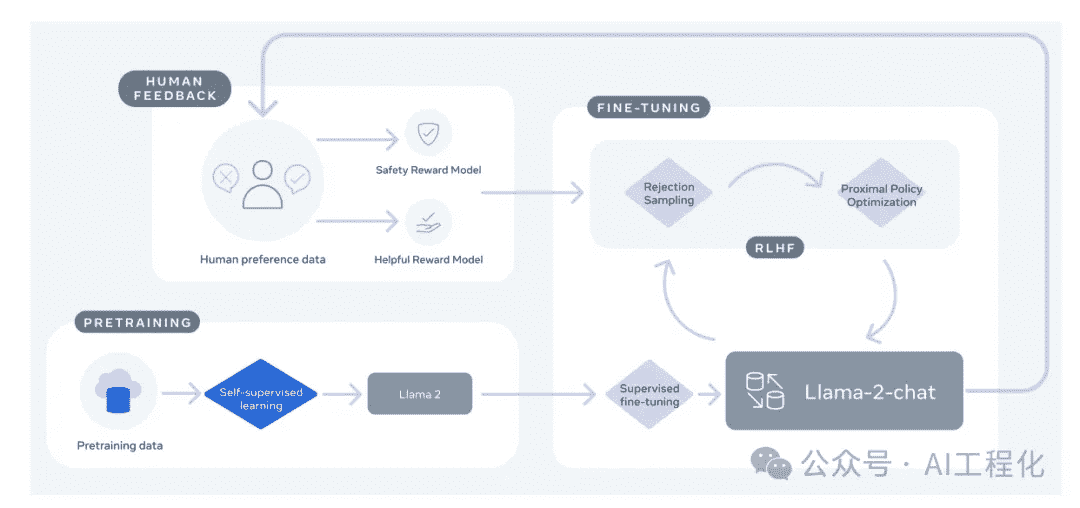 HUMAN
FEEDBACK
Safety Reward Model
Human preference data
Helpful Reward Model
FINE-TUNING
Rejection
Sampling
Proximal Policy
Optimization
RLHF
PRETRAINING
Pretraining data
Self-supervised
learning
Llama 2
Supervised
fine-tuning
Llama-2-chat
公众号 · AI工程化